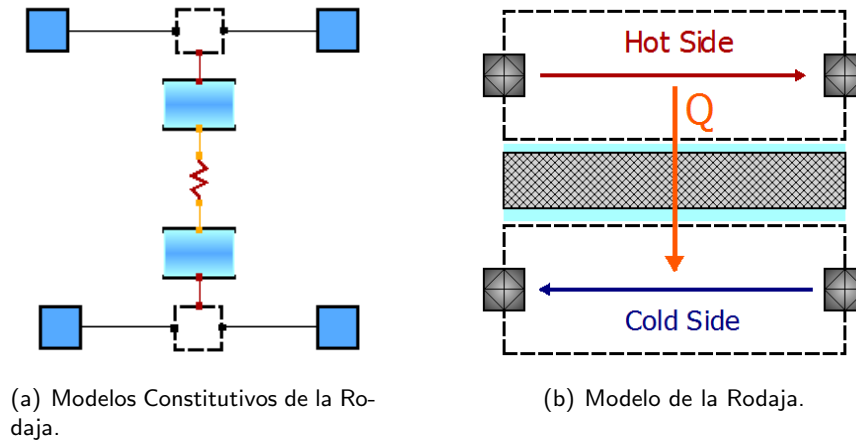 Hot Side
Q
Cold Side
(a) Modelos Constitutivos de la Ro-
daja.
(b) Modelo de la Rodaja.